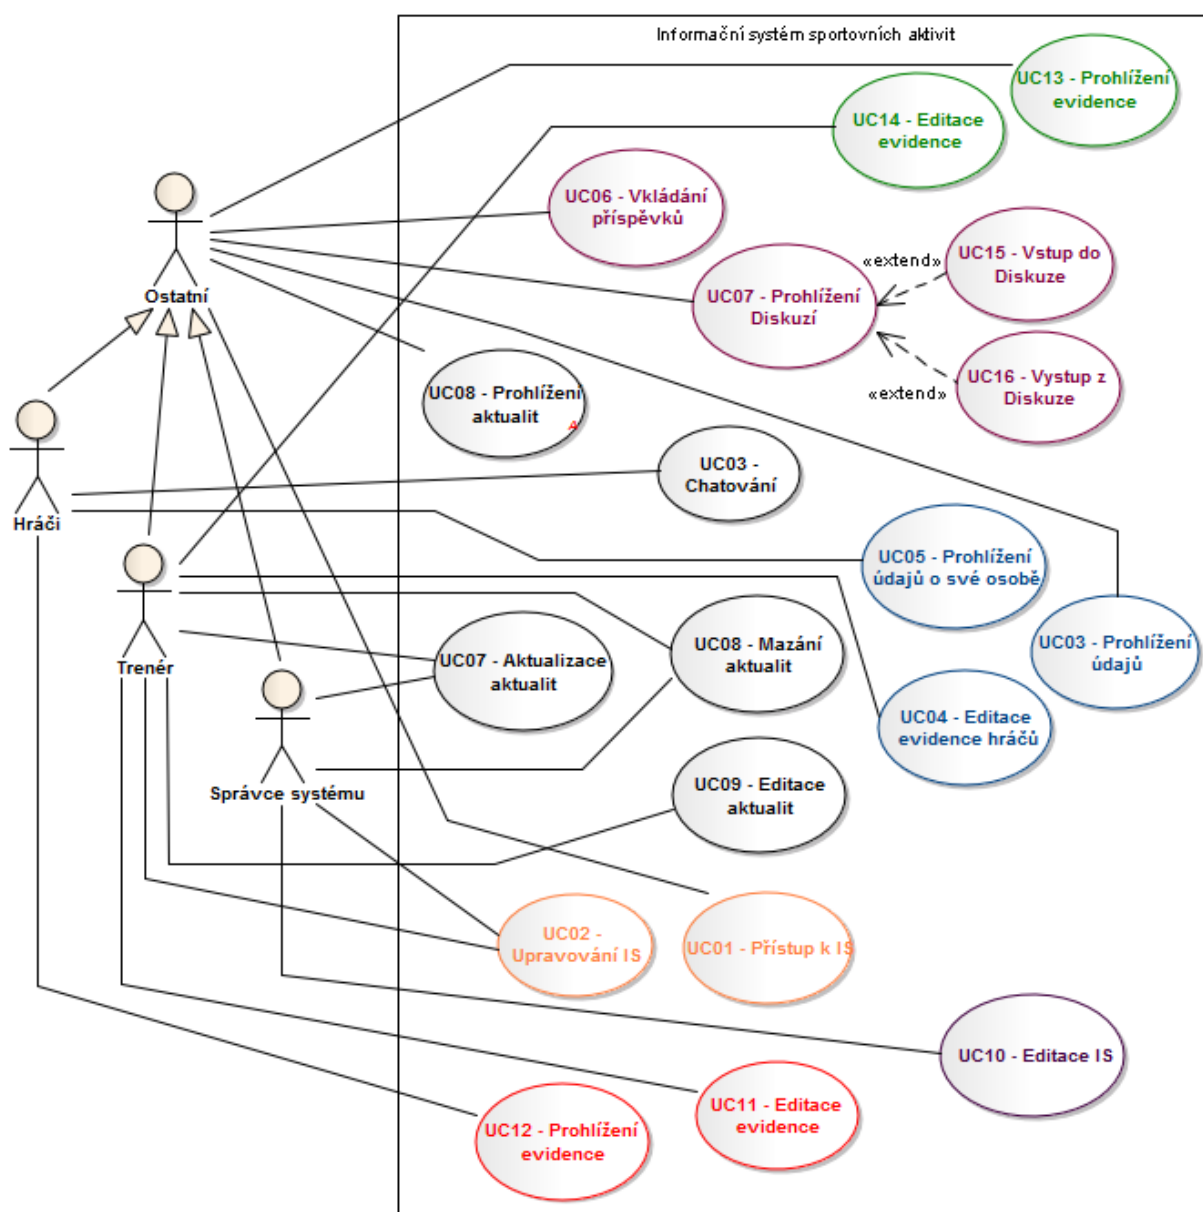 Informační systém sportovních aktivit
UC13 - Prohlížení
evidence
UC14 - Editace
evidence
UC06 - Vkládání
příspěvků
UC15 - Vstup do
Diskuze
«extend»
UC07 - Prohlížení
Diskuzí
Ostatní
UC16 - Vystup z
Diskuze
«extend»
UC08 - Prohlížení
aktualit
UC03 -
Chatování
Hráči
UC05 - Prohlížení
údajů o své osobě
UC03 - Prohlížení
údajů
UC08 - Mazání
aktualit
Trenér
UC07 - Aktualizace
aktualit
UC04 - Editace
evidence hráčů
UC09 - Editace
aktualit
Správce systému
UC02 -
Upravování IS
UC01 - Přístup k IS
UC10 - Editace IS
UC11 - Editace
evidence
UC12 - Prohlížení
evidence